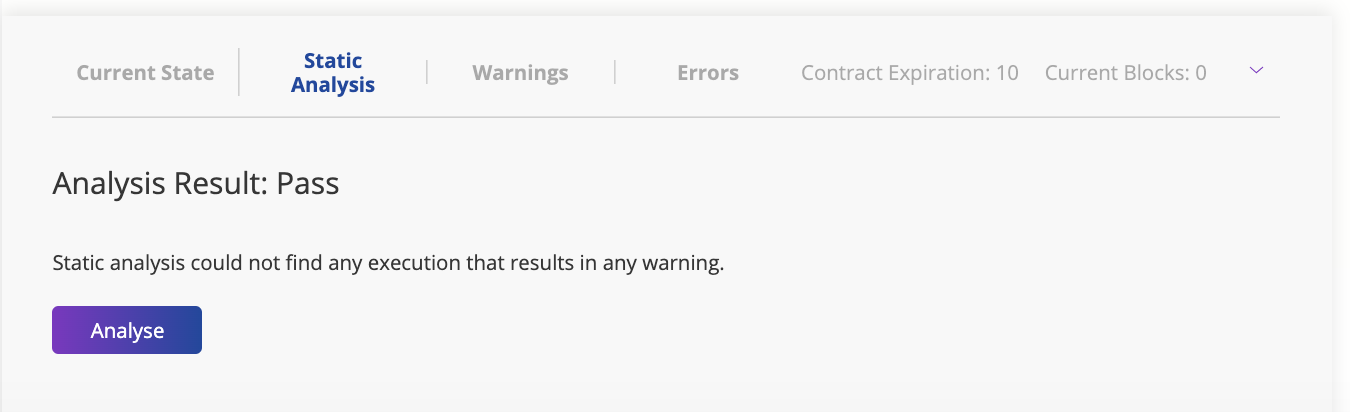 Current State
Static
Analysis
Warnings
Errors
Contract Expiration: 10
Current Blocks: 0
Analysis Result: Pass
Static analysis could not find any execution that results in any warning.
Analyse